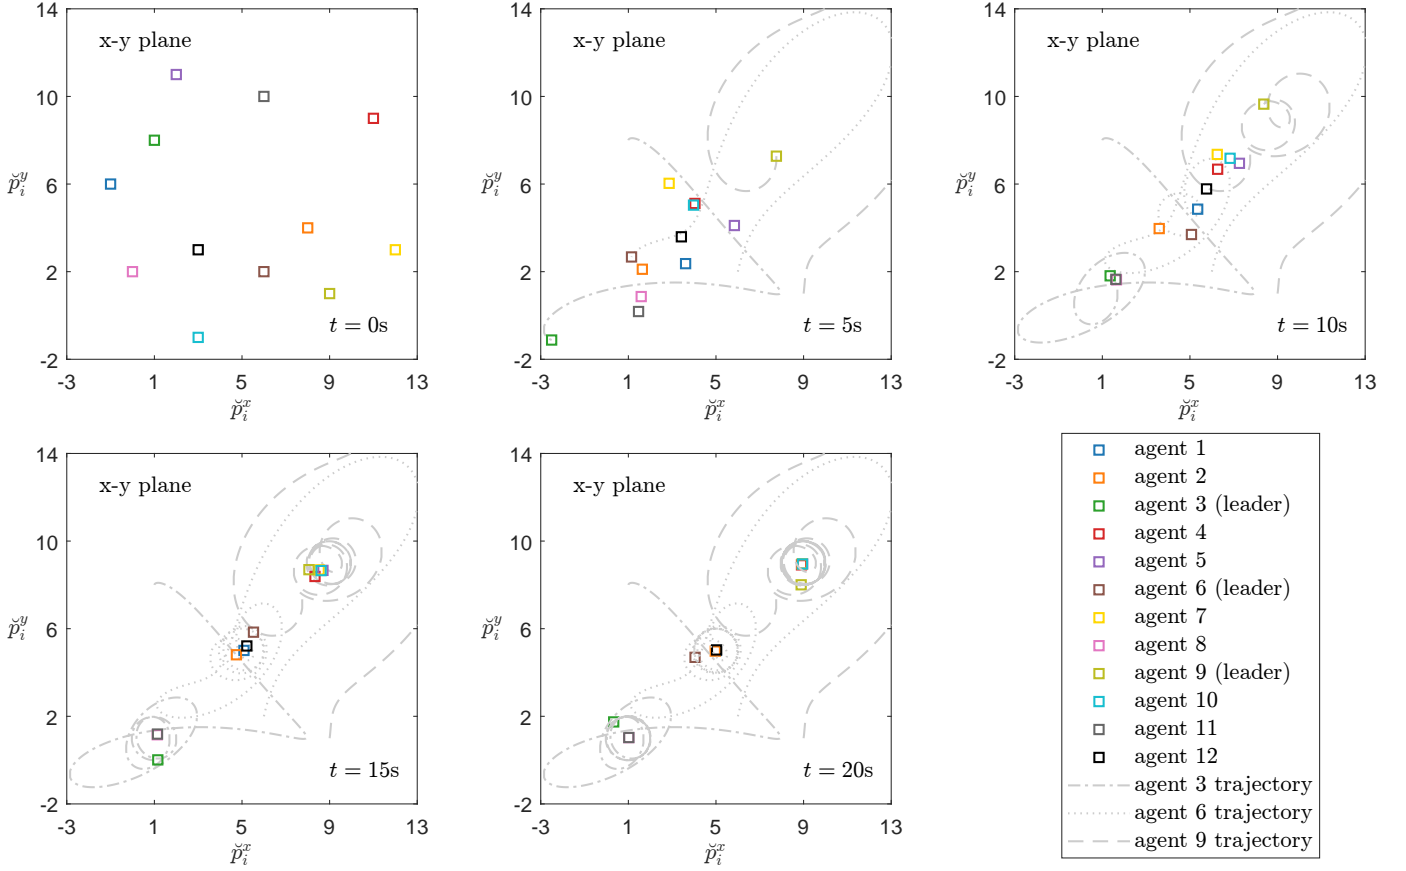 14
10
6
2
-2
-3 1 5 9 13
x-y plane
t = 0s
p̆ᵢʸ
p̆ᵢˣ
14
10
6
2
-2
-3 1 5 9 13
x-y plane
t = 5s
p̆ᵢʸ
p̆ᵢˣ
14
10
6
2
-2
-3 1 5 9 13
x-y plane
t = 10s
p̆ᵢʸ
p̆ᵢˣ
14
10
6
2
-2
-3 1 5 9 13
x-y plane
t = 15s
p̆ᵢʸ
p̆ᵢˣ
14
10
6
2
-2
-3 1 5 9 13
x-y plane
t = 20s
p̆ᵢʸ
p̆ᵢˣ
agent 1
agent 2
agent 3 (leader)
agent 4
agent 5
agent 6 (leader)
agent 7
agent 8
agent 9 (leader)
agent 10
agent 11
agent 12
agent 3 trajectory
agent 6 trajectory
agent 9 trajectory